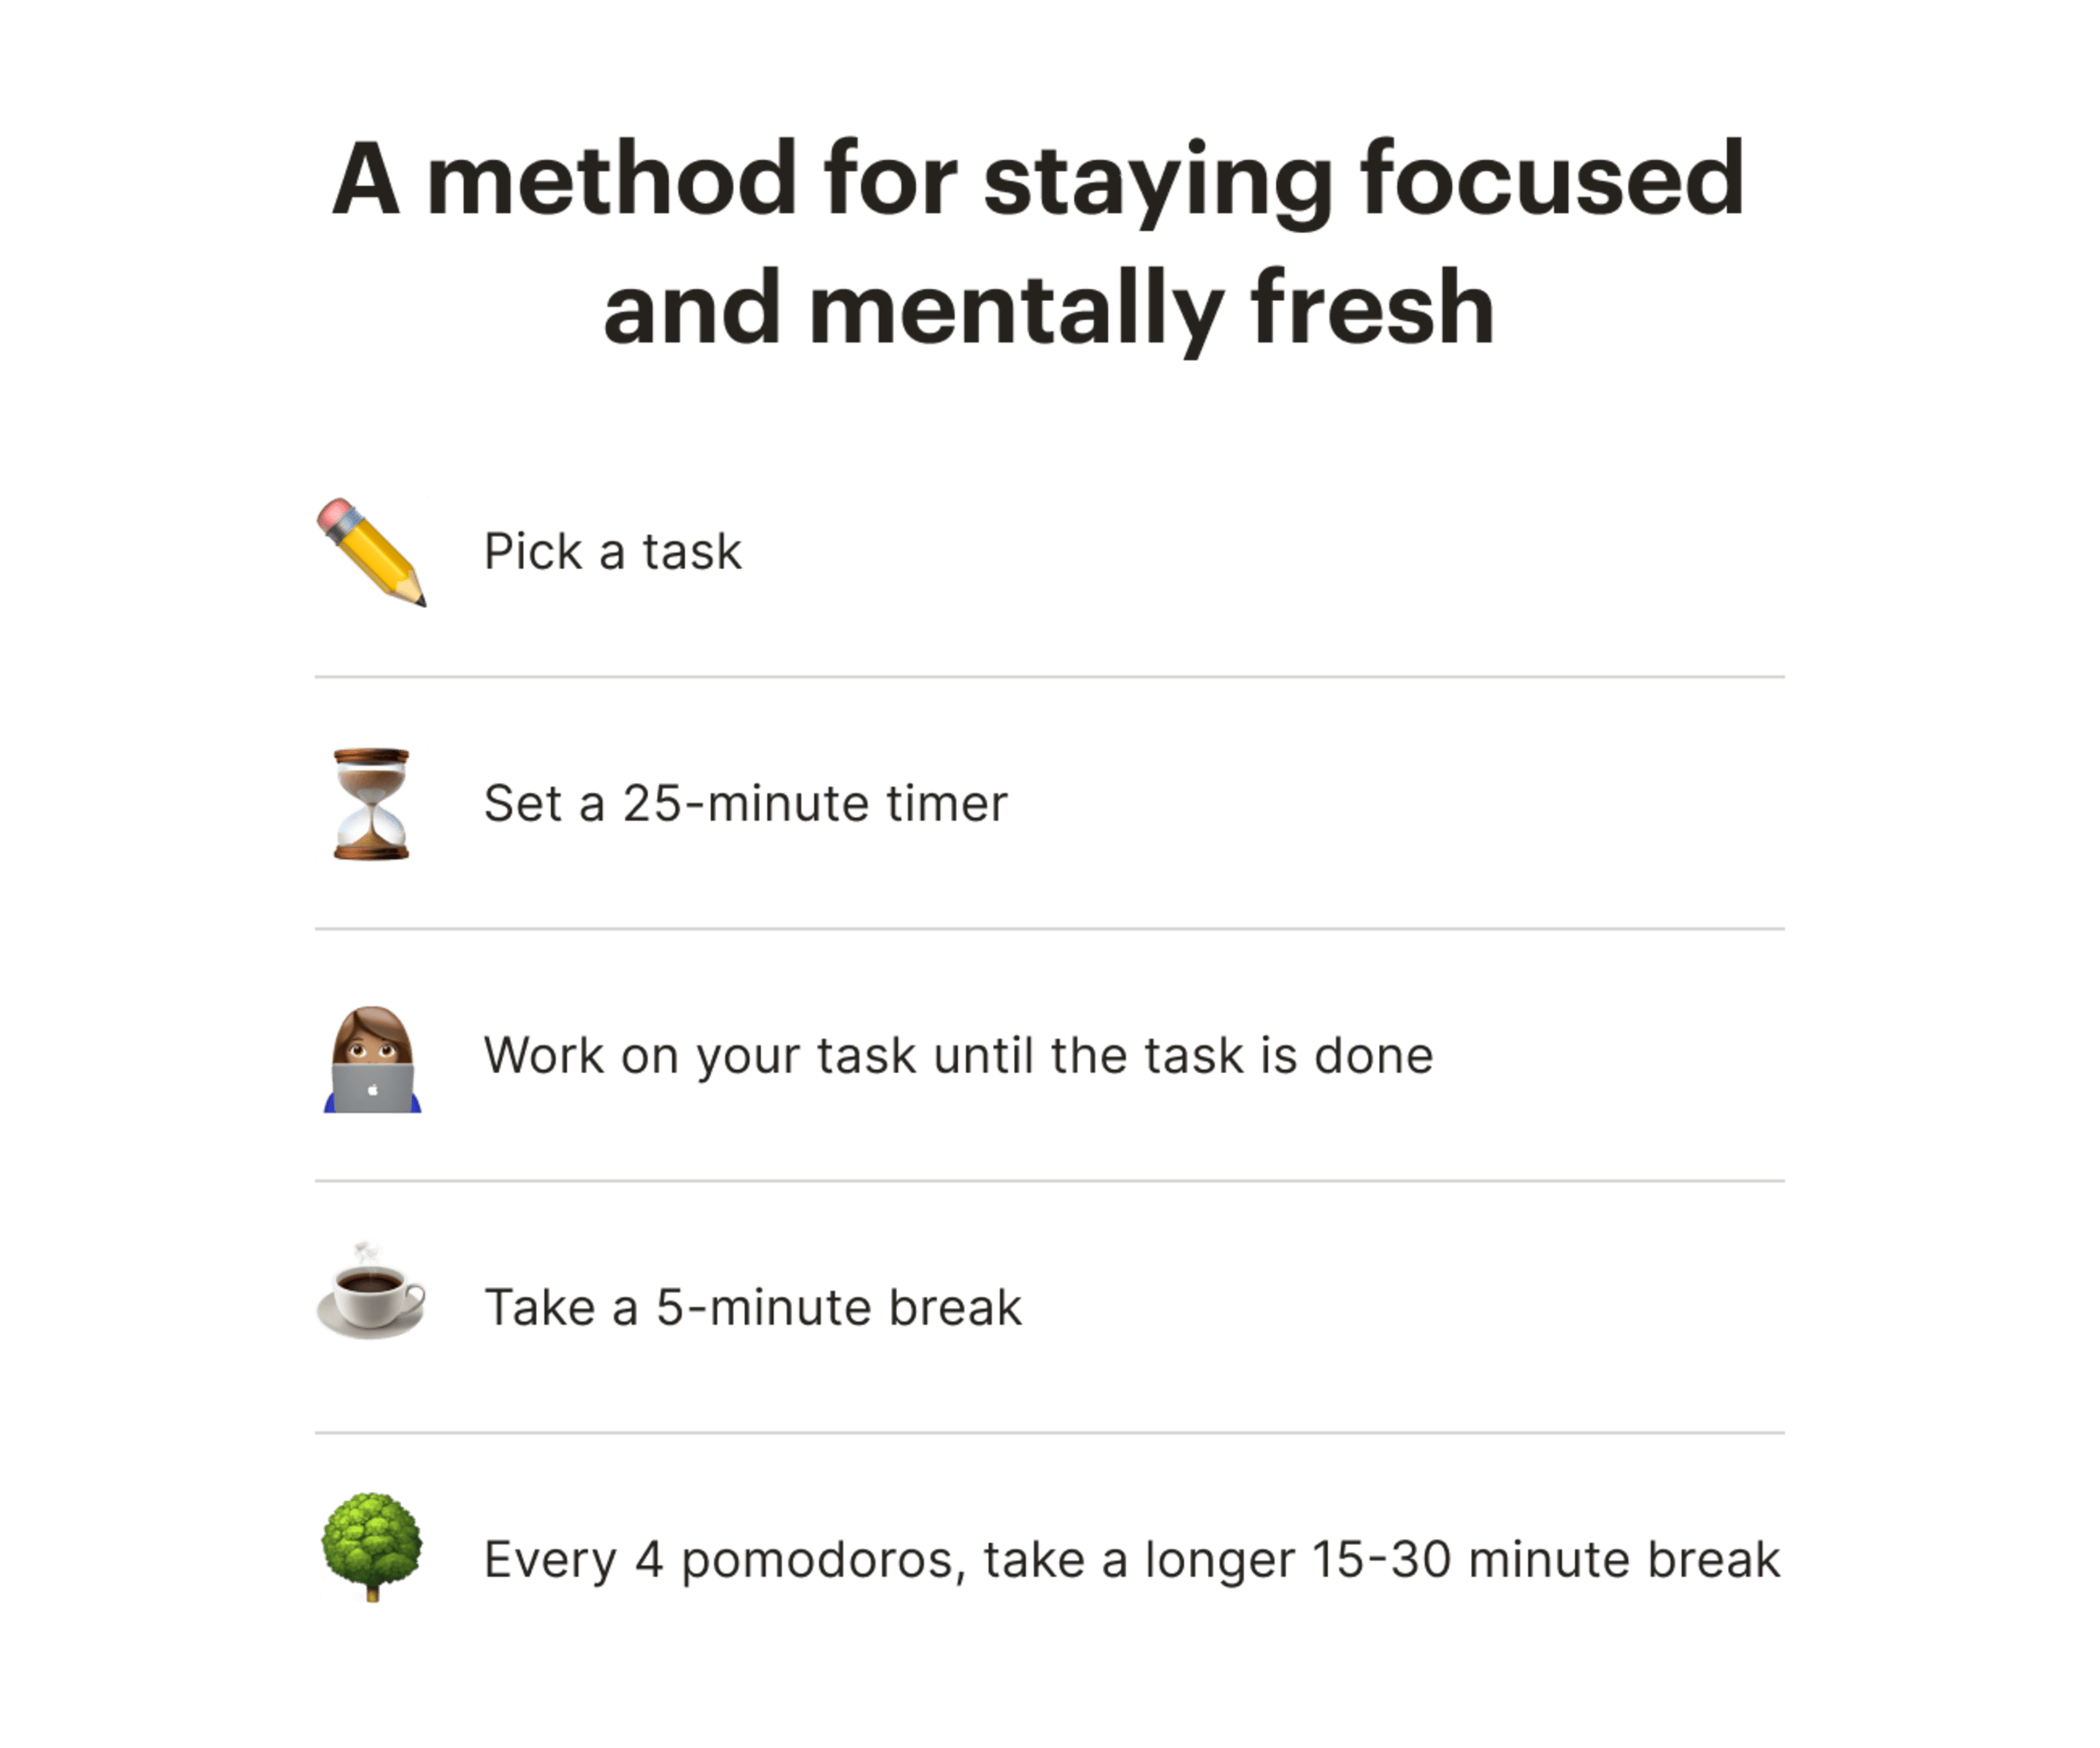 A method for staying focused
and mentally fresh
Pick a task
Set a 25-minute timer
Work on your task until the task is done
Take a 5-minute break
Every 4 pomodoros, take a longer 15-30 minute break